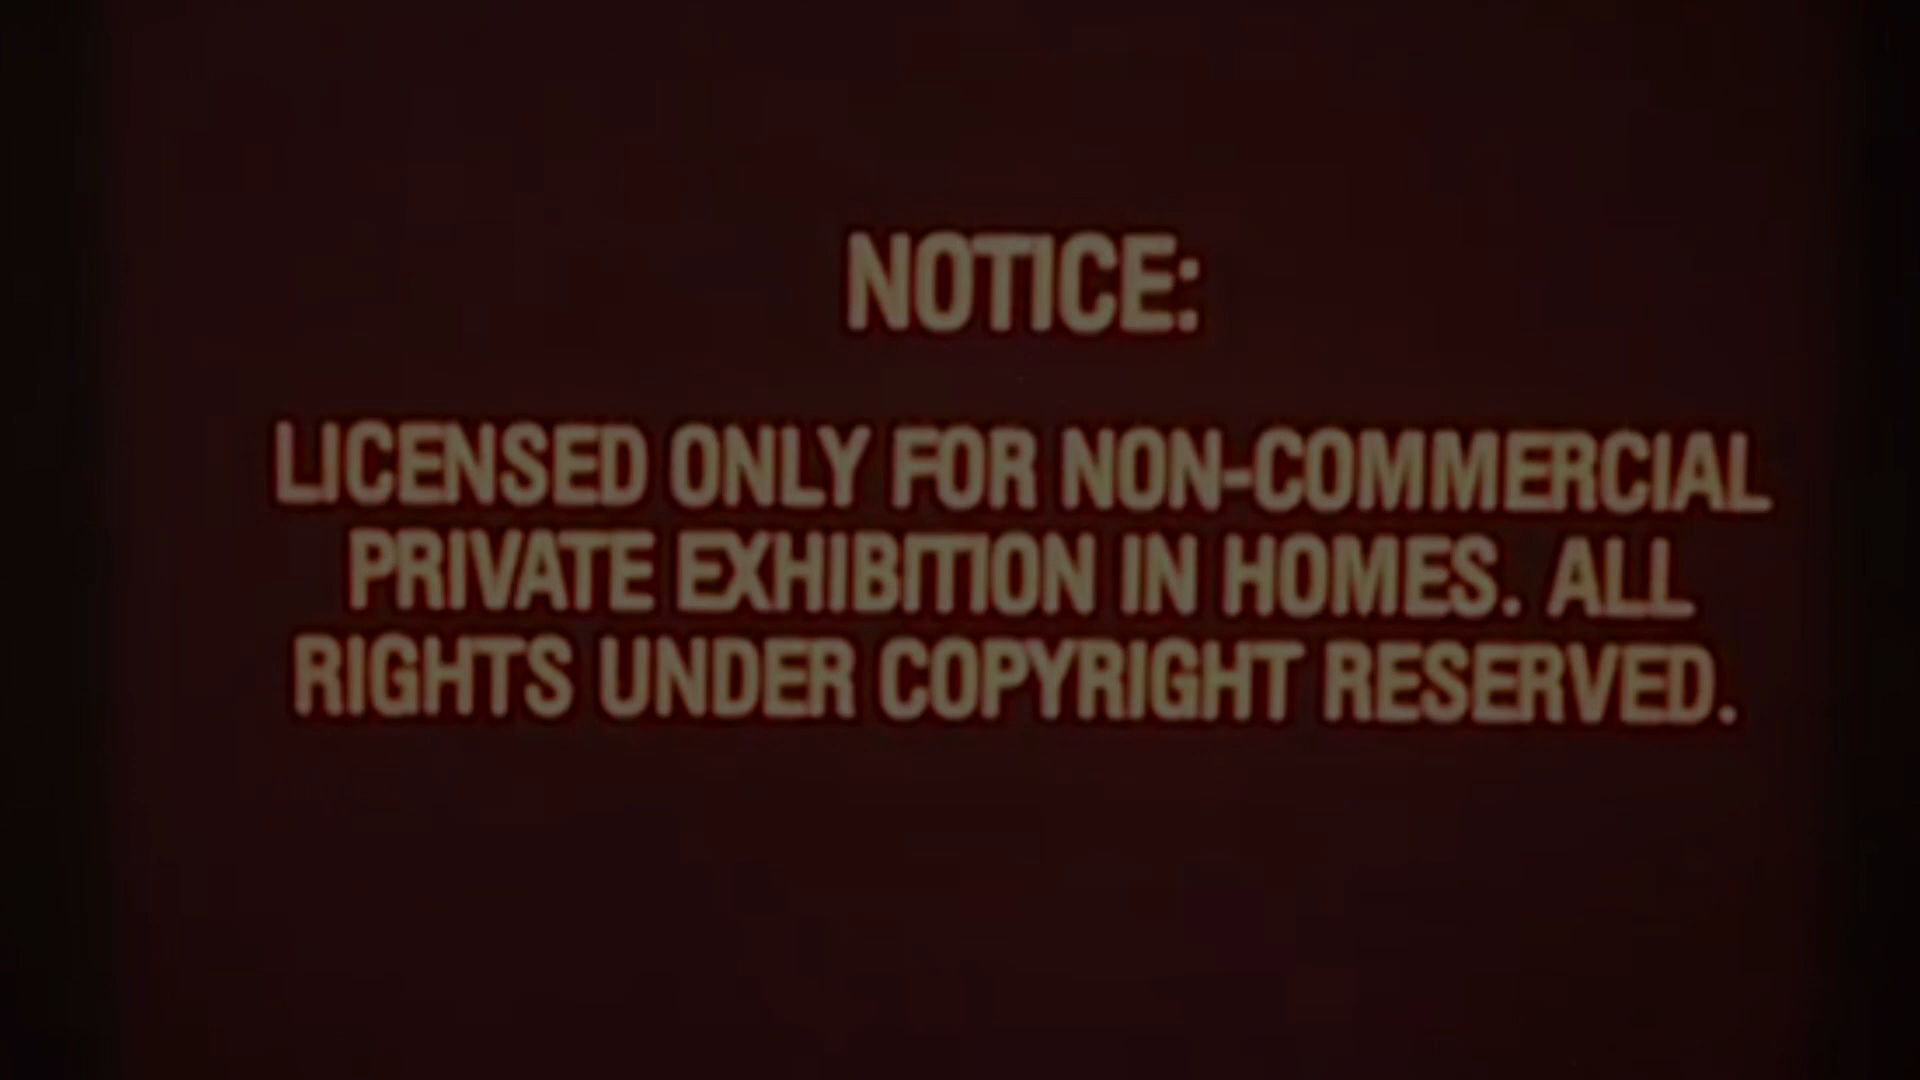 NOTICE:
LICENSED ONLY FOR NON-COMMERCIAL
PRIVATE EXHIBITION IN HOMES. ALL
RIGHTS UNDER COPYRIGHT RESERVED.